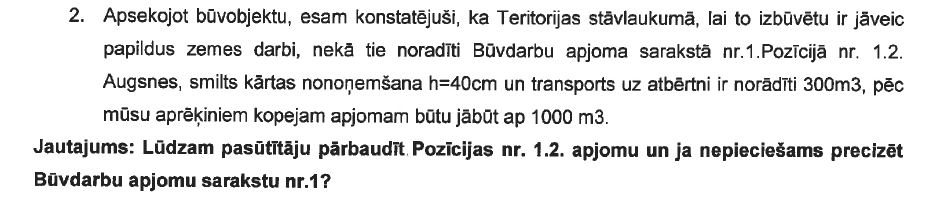 2. Apsekojot būvobjektu, esam konstatējuši, ka Teritorijas stāvlaukumā, lai to izbūvētu ir jāveic
papildus zemes darbi, nekā tie noradīti Būvdarbu apjoma sarakstā nr.1.Pozīcijā nr. 1.2.
Augsnes, smilts kārtas nonoņemšana h=40cm un transports uz atbērtni ir norādīti 300m3, pēc
mūsu aprēķiniem kopejam apjomam būtu jābūt ap 1000 m3.
Jautajums: Lūdzam pasūtītāju pārbaudīt Pozīcijas nr. 1.2. apjomu un ja nepieciešams precizēt
Būvdarbu apjomu sarakstu nr.1?